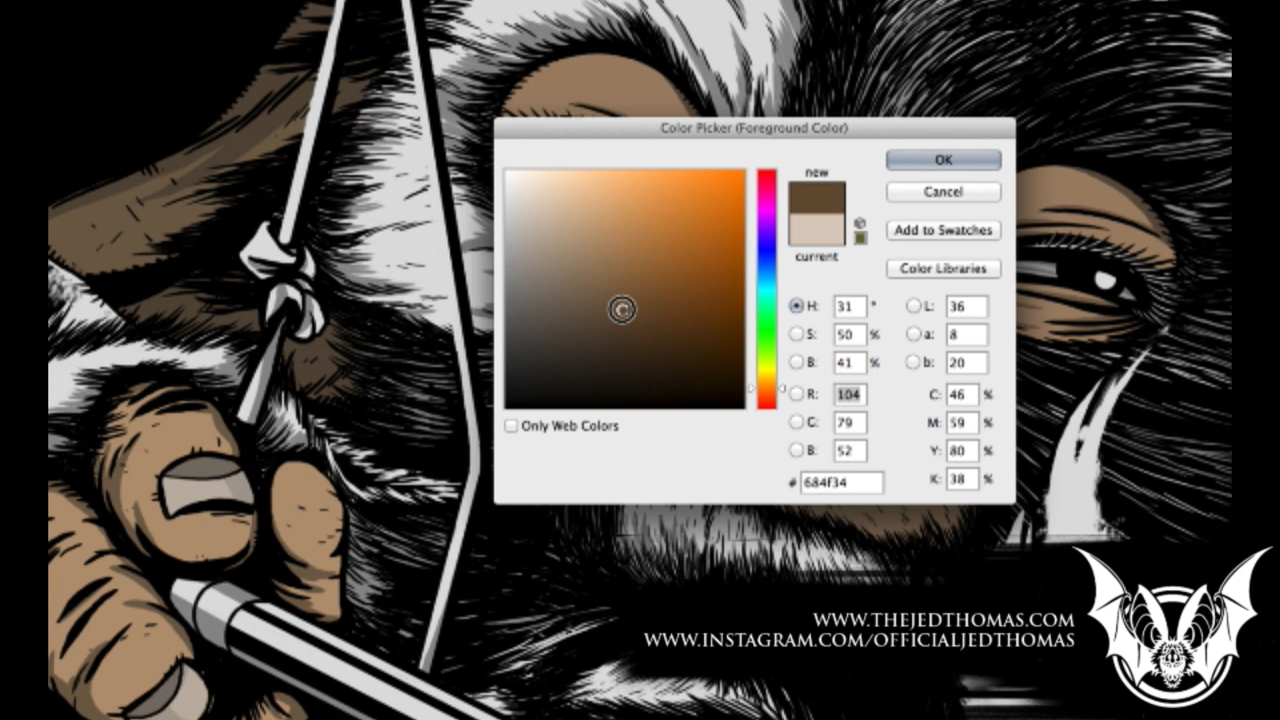 Color Picker (Foreground Color)
new
current
OK
Cancel
Add to Swatches
Color Libraries
H: 31 °
S: 50 %
B: 41 %
R: 104
G: 79
B: 52
# 684f34
L: 36
a: 8
b: 20
C: 46 %
M: 59 %
Y: 80 %
K: 38 %
Only Web Colors
WWW.THEJEDTHOMAS.COM
WWW.INSTAGRAM.COM/OFFICIALJEDTHOMAS